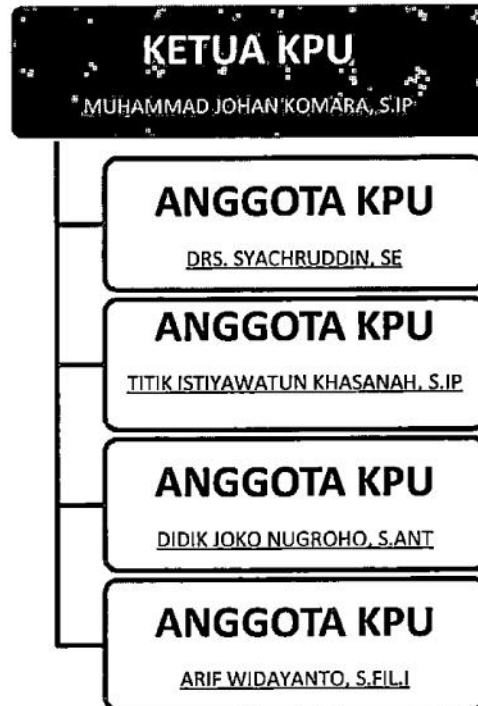 KETUA KPU
MUHAMMAD JOHAN KOMARA, S.IP
ANGGOTA KPU
DRS. SYACHRUDDIN, SE
ANGGOTA KPU
TITIK ISTIYAWATUN KHASANAH, S.IP
ANGGOTA KPU
DIDIK JOKO NUGROHO, S.ANT
ANGGOTA KPU
ARIF WIDAYANTO, S.FIL.I